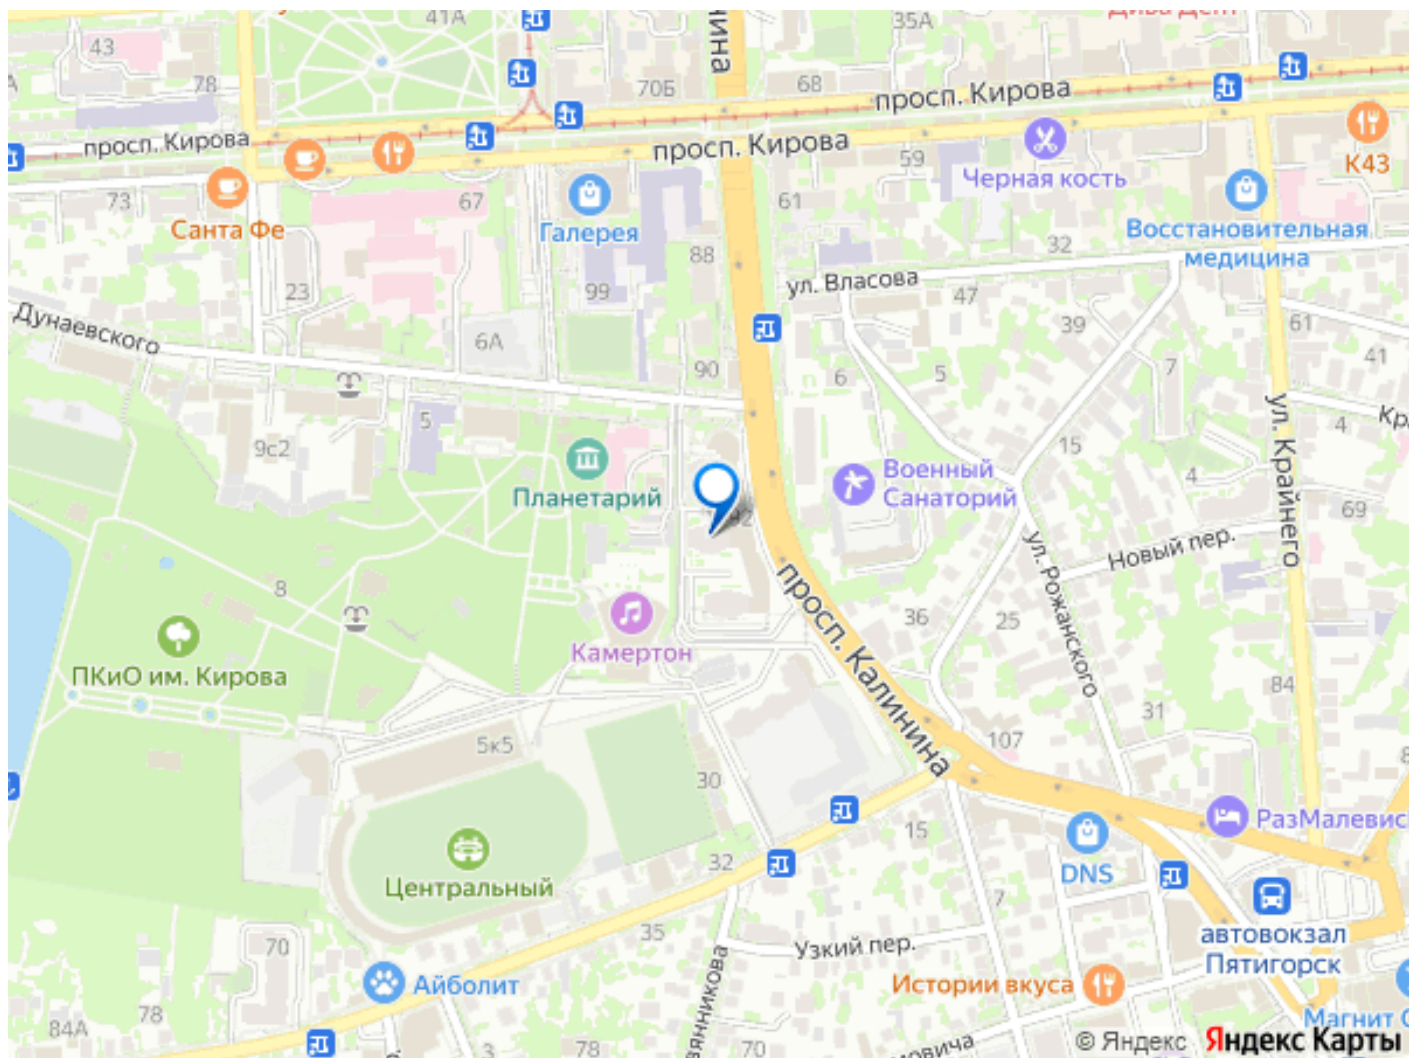 41А
35А
43
78
70Б
68
просп. Кирова
просп. Кирова
просп. Кирова
59
К43
Черная кость
73
67
61
Санта Фе
Галерея
Восстановительная
медицина
32
88
ул. Власова
23
99
47
39
61
Дунаевского
6А
41
90
6
5
7
5
9с2
15
4
ул. Крайнего
4
Планетарий
Военный
Санаторий
92
69
Новый пер.
ул. Рожанского
8
36
25
просп. Калинина
Камертон
ПКиО им. Кирова
84
31
5к5
107
30
15
32
DNS
Центральный
7
35
Узкий пер.
автовокзал
Пятигорск
70
Айболит
Истории вкуса
78
84А
3
78
70
Магнит
© Яндекс Яндекс Карты